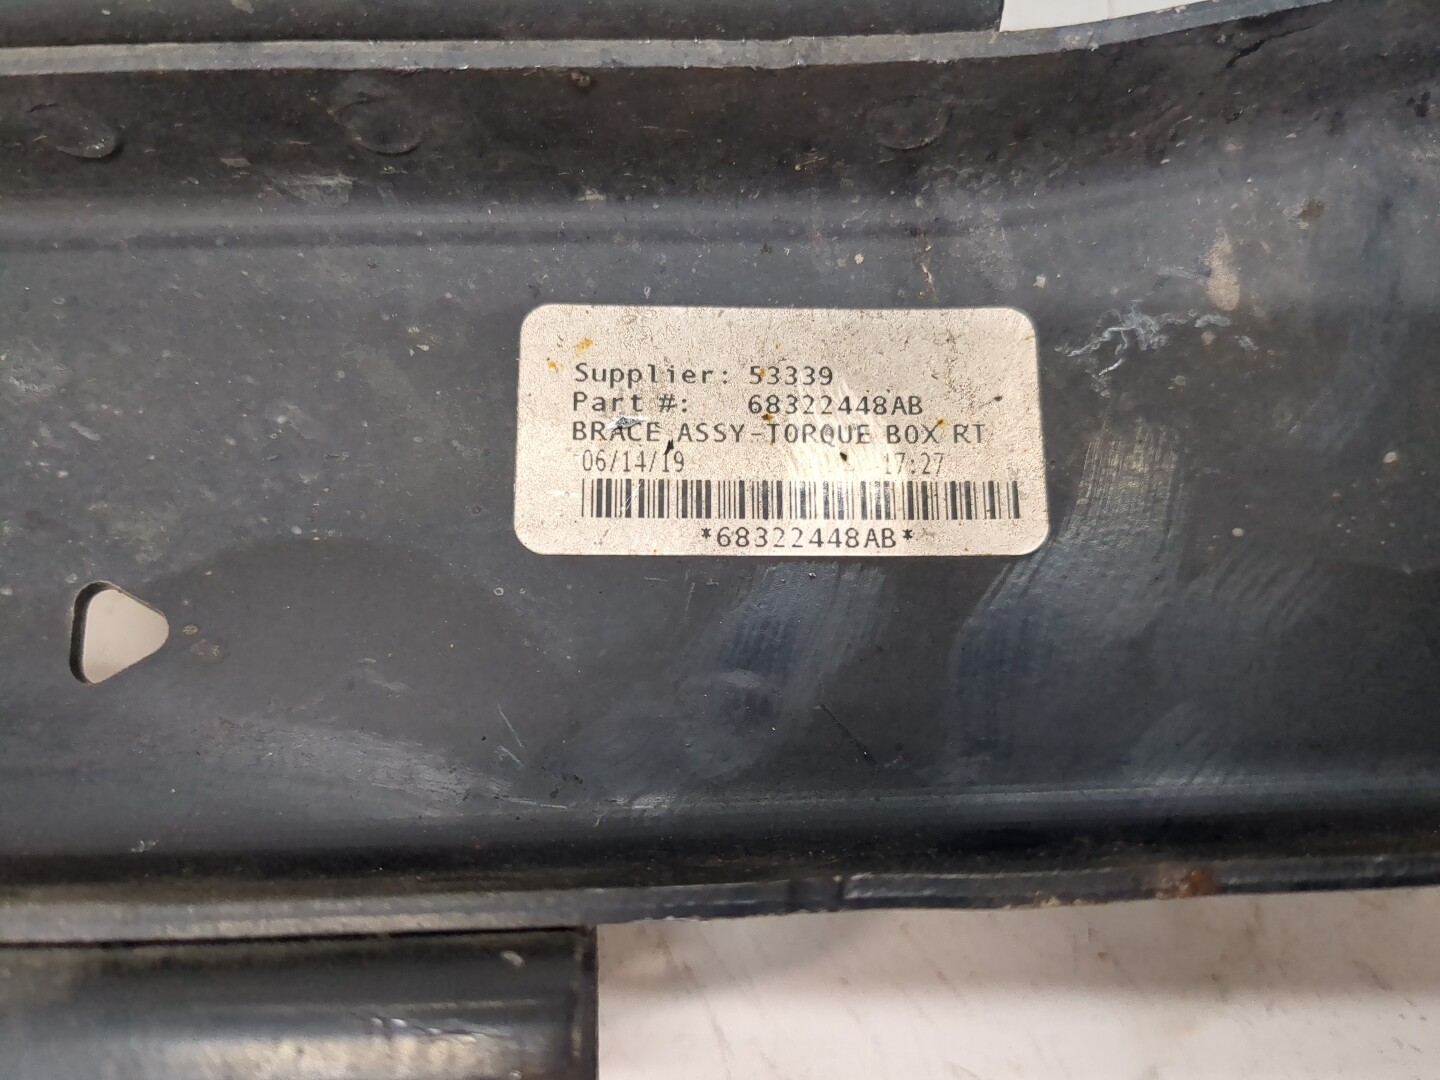 Supplier: 53339
Part #: 68322448AB
BRACE ASSY-TORQUE BOX RT
06/14/19 17:27
*68322448AB*